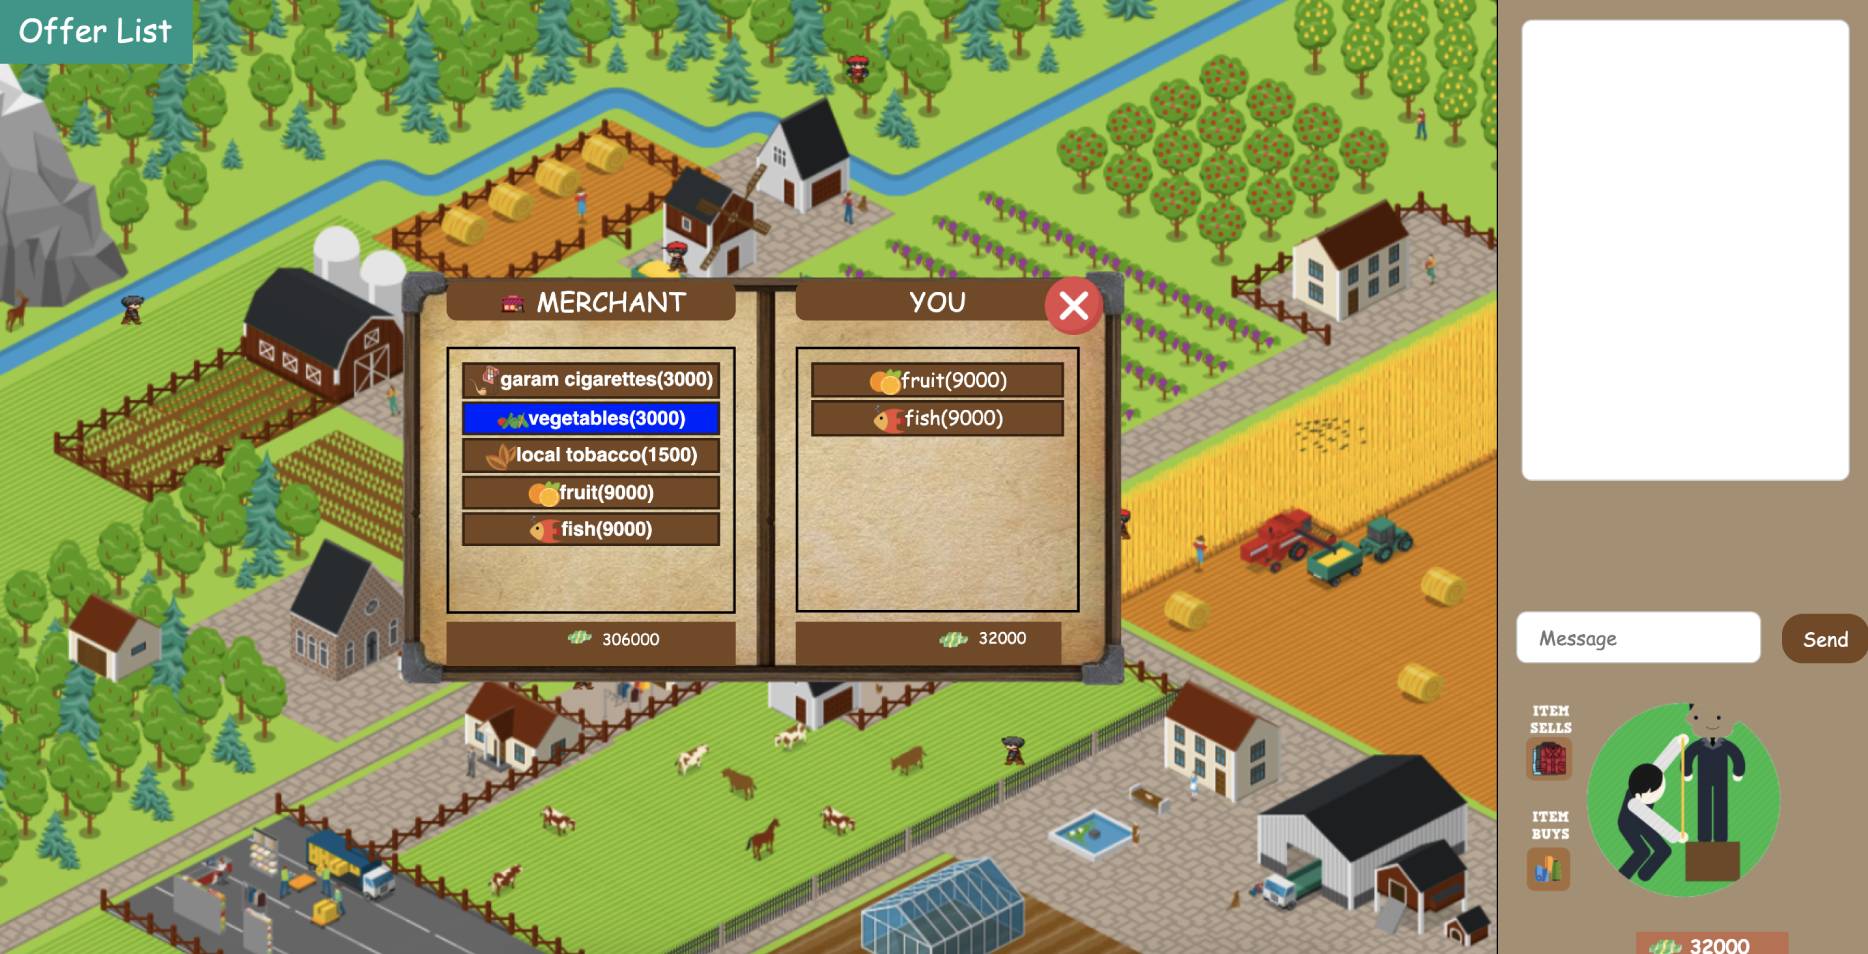 Offer List
MERCHANT
garam cigarettes(3000)
vegetables(3000)
local tobacco(1500)
fruit(9000)
fish(9000)
306000
YOU
fruit(9000)
fish(9000)
32000
Message
Send
ITEM
SELLS
ITEM
BUYS
32000